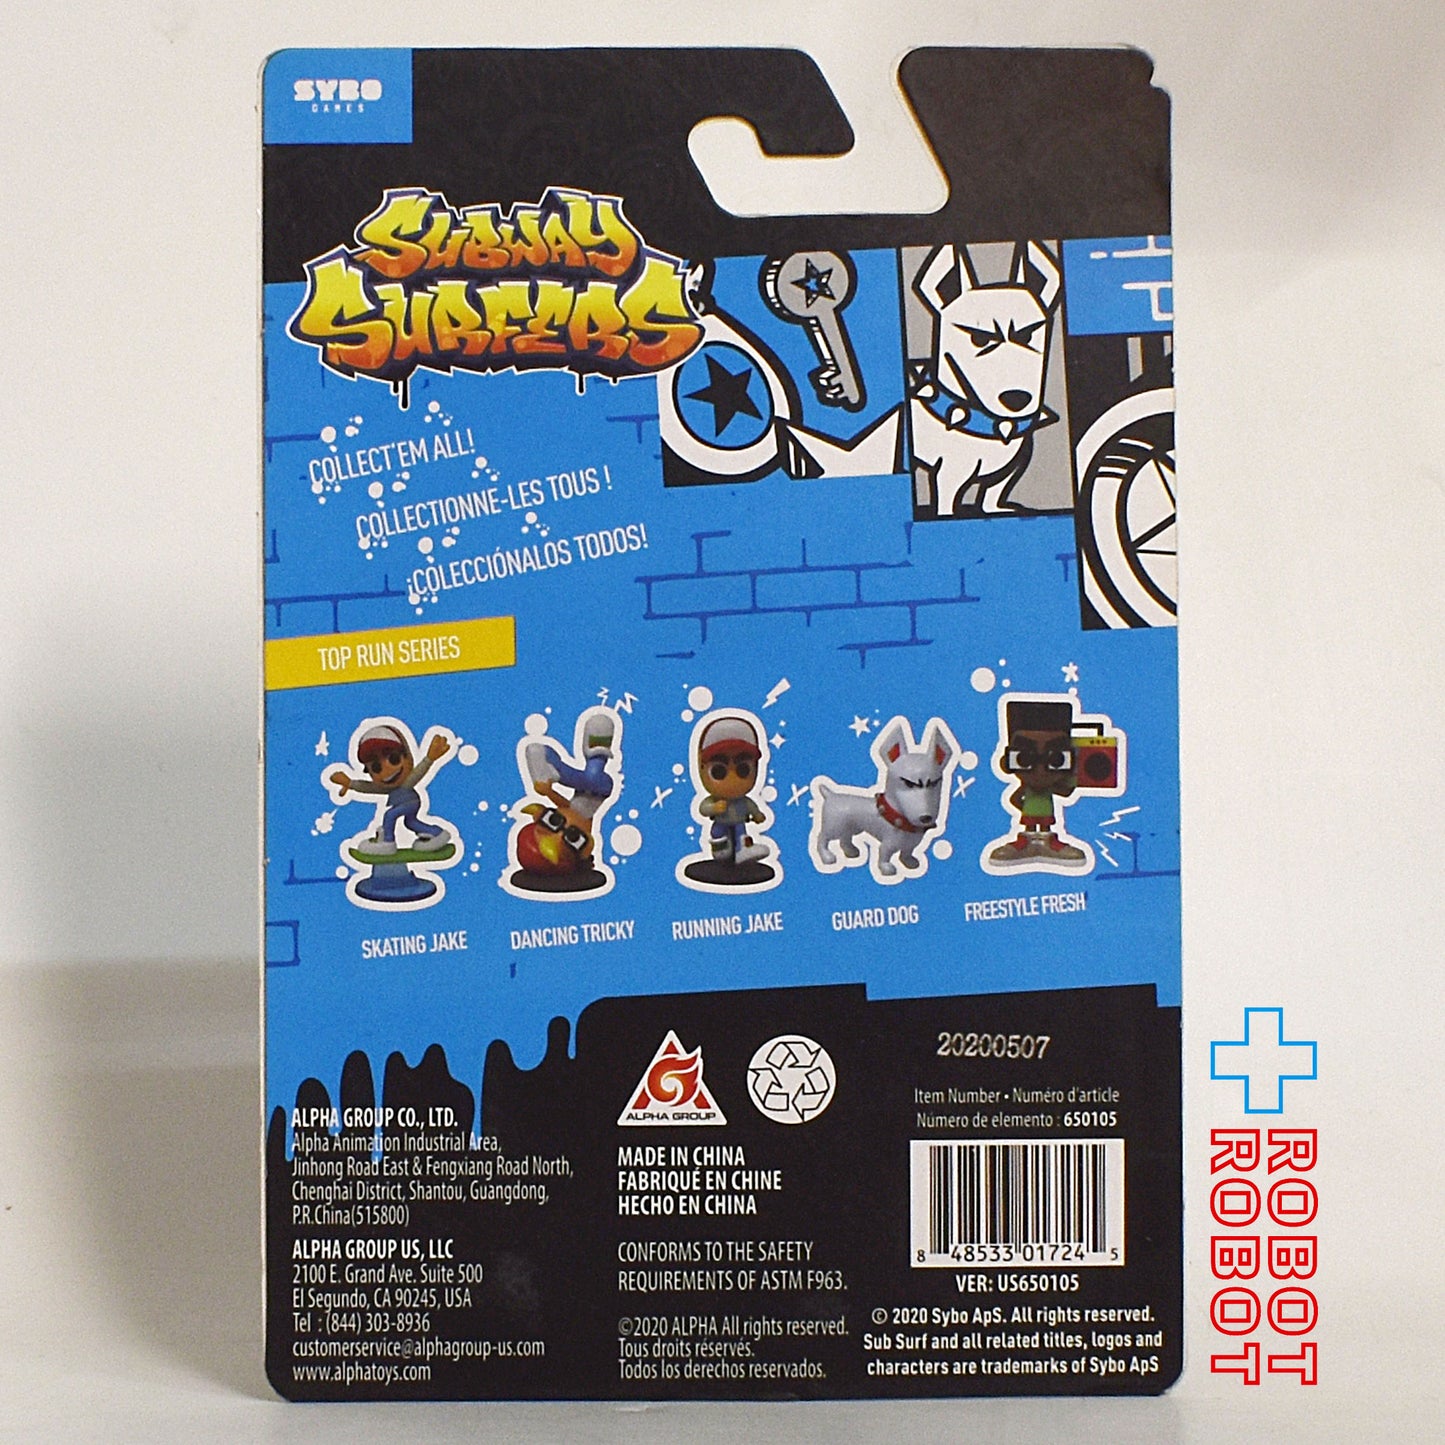 SYBO
GAMES
SUBWAY
SURFERS
COLLECT'EM ALL!
COLLECTIONNE-LES TOUS !
¡COLECCIÓNALOS TODOS!
TOP RUN SERIES
SKATING JAKE
DANCING TRICKY
RUNNING JAKE
GUARD DOG
FREESTYLE FRESH
ALPHA GROUP CO., LTD.
Alpha Animation Industrial Area,
Jinhong Road East & Fengxiang Road North,
Chenghai District, Shantou, Guangdong,
P.R.China(515800)
ALPHA GROUP US, LLC
2100 E. Grand Ave. Suite 500
El Segundo, CA 90245, USA
Tel : (844) 303-8936
customerservice@alphagroup-us.com
www.alphatoys.com
ALPHA GROUP
MADE IN CHINA
FABRIQUÉ EN CHINE
HECHO EN CHINA
CONFORMS TO THE SAFETY
REQUIREMENTS OF ASTM F963.
©2020 ALPHA All rights reserved.
Tous droits réservés.
Todos los derechos reservados.
20200507
Item Number • Numéro d'article
Número de elemento : 650105
8 48533 01724 5
VER: US650105
© 2020 Sybo ApS. All rights reserved.
Sub Surf and all related titles, logos and
characters are trademarks of Sybo ApS
ROBOT
ROBOT